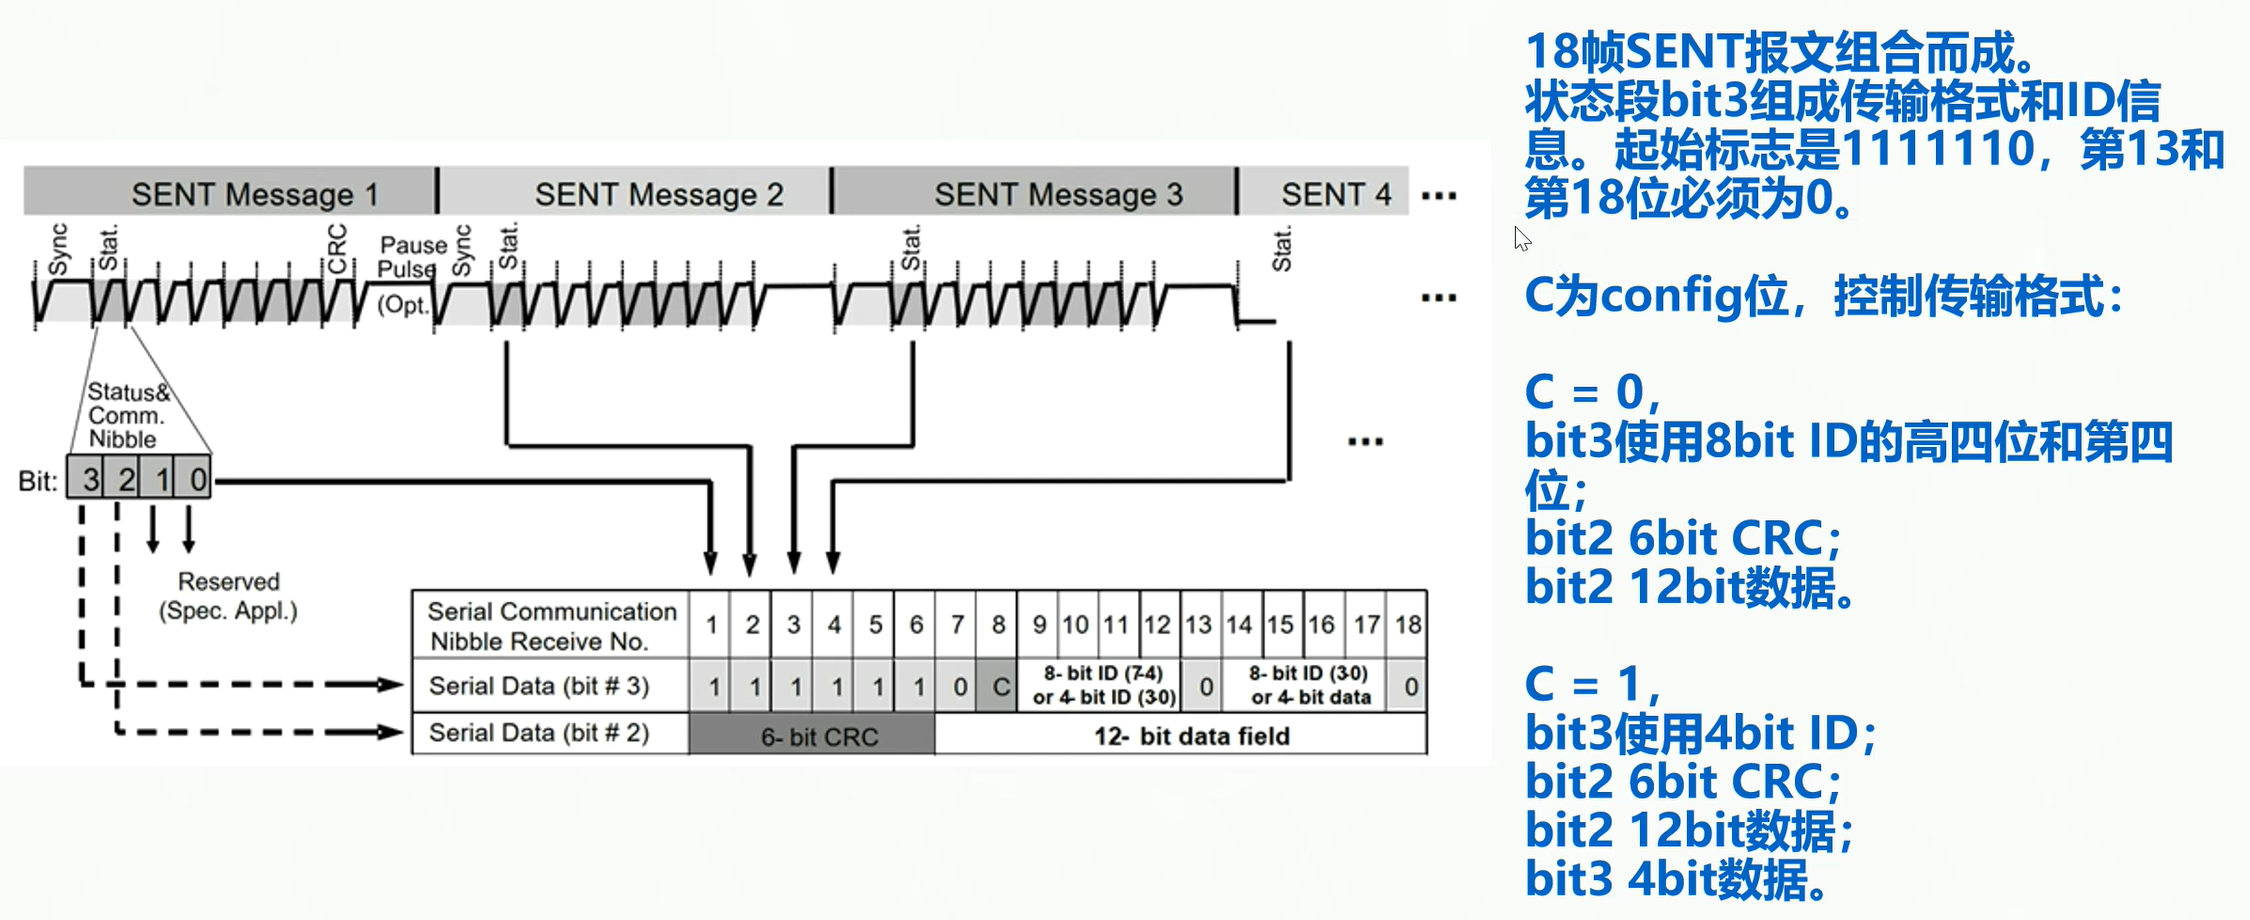 SENT Message 1
SENT Message 2
SENT Message 3
SENT 4
...
Sync
Stat.
CRC
Pause
Pulse
(Opt.
Sync
Stat.
Stat.
Stat.
...
Status&
Comm.
Nibble
...
Bit: 3 2 1 0
Reserved
(Spec. Appl.)
Serial Communication
Nibble Receive No.
1 2 3 4 5 6 7 8 9 10 11 12 13 14 15 16 17 18
Serial Data (bit # 3)
1 1 1 1 1 1 0 C
8- bit ID (7-4)
or 4- bit ID (3-0)
0
8- bit ID (3-0)
or 4- bit data
0
Serial Data (bit # 2)
6- bit CRC
12- bit data field
18帧SENT报文组合而成。
状态段bit3组成传输格式和ID信
息。起始标志是1111110，第13和
第18位必须为0。
C为config位，控制传输格式：
C = 0,
bit3使用8bit ID的高四位和第四
位；
bit2 6bit CRC；
bit2 12bit数据。
C = 1,
bit3使用4bit ID；
bit2 6bit CRC；
bit2 12bit数据；
bit3 4bit数据。